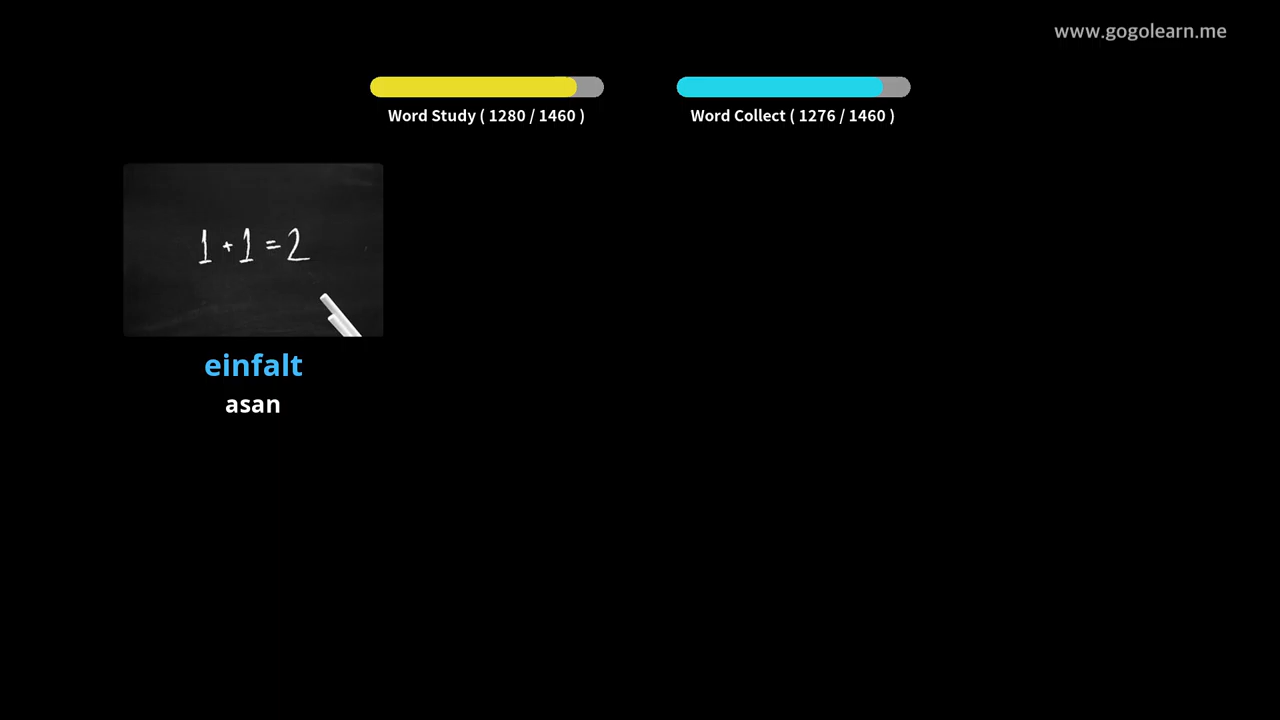 www.gogolearn.me
Word Study ( 1280 / 1460 )
Word Collect ( 1276 / 1460 )
1 + 1 = 2
einfalt
asan